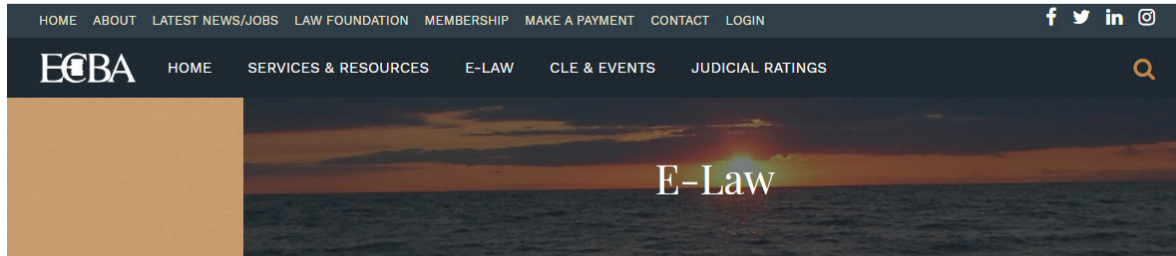 HOME ABOUT LATEST NEWS/JOBS LAW FOUNDATION MEMBERSHIP MAKE A PAYMENT CONTACT LOGIN
ECBA HOME SERVICES & RESOURCES E-LAW CLE & EVENTS JUDICIAL RATINGS
E-Law